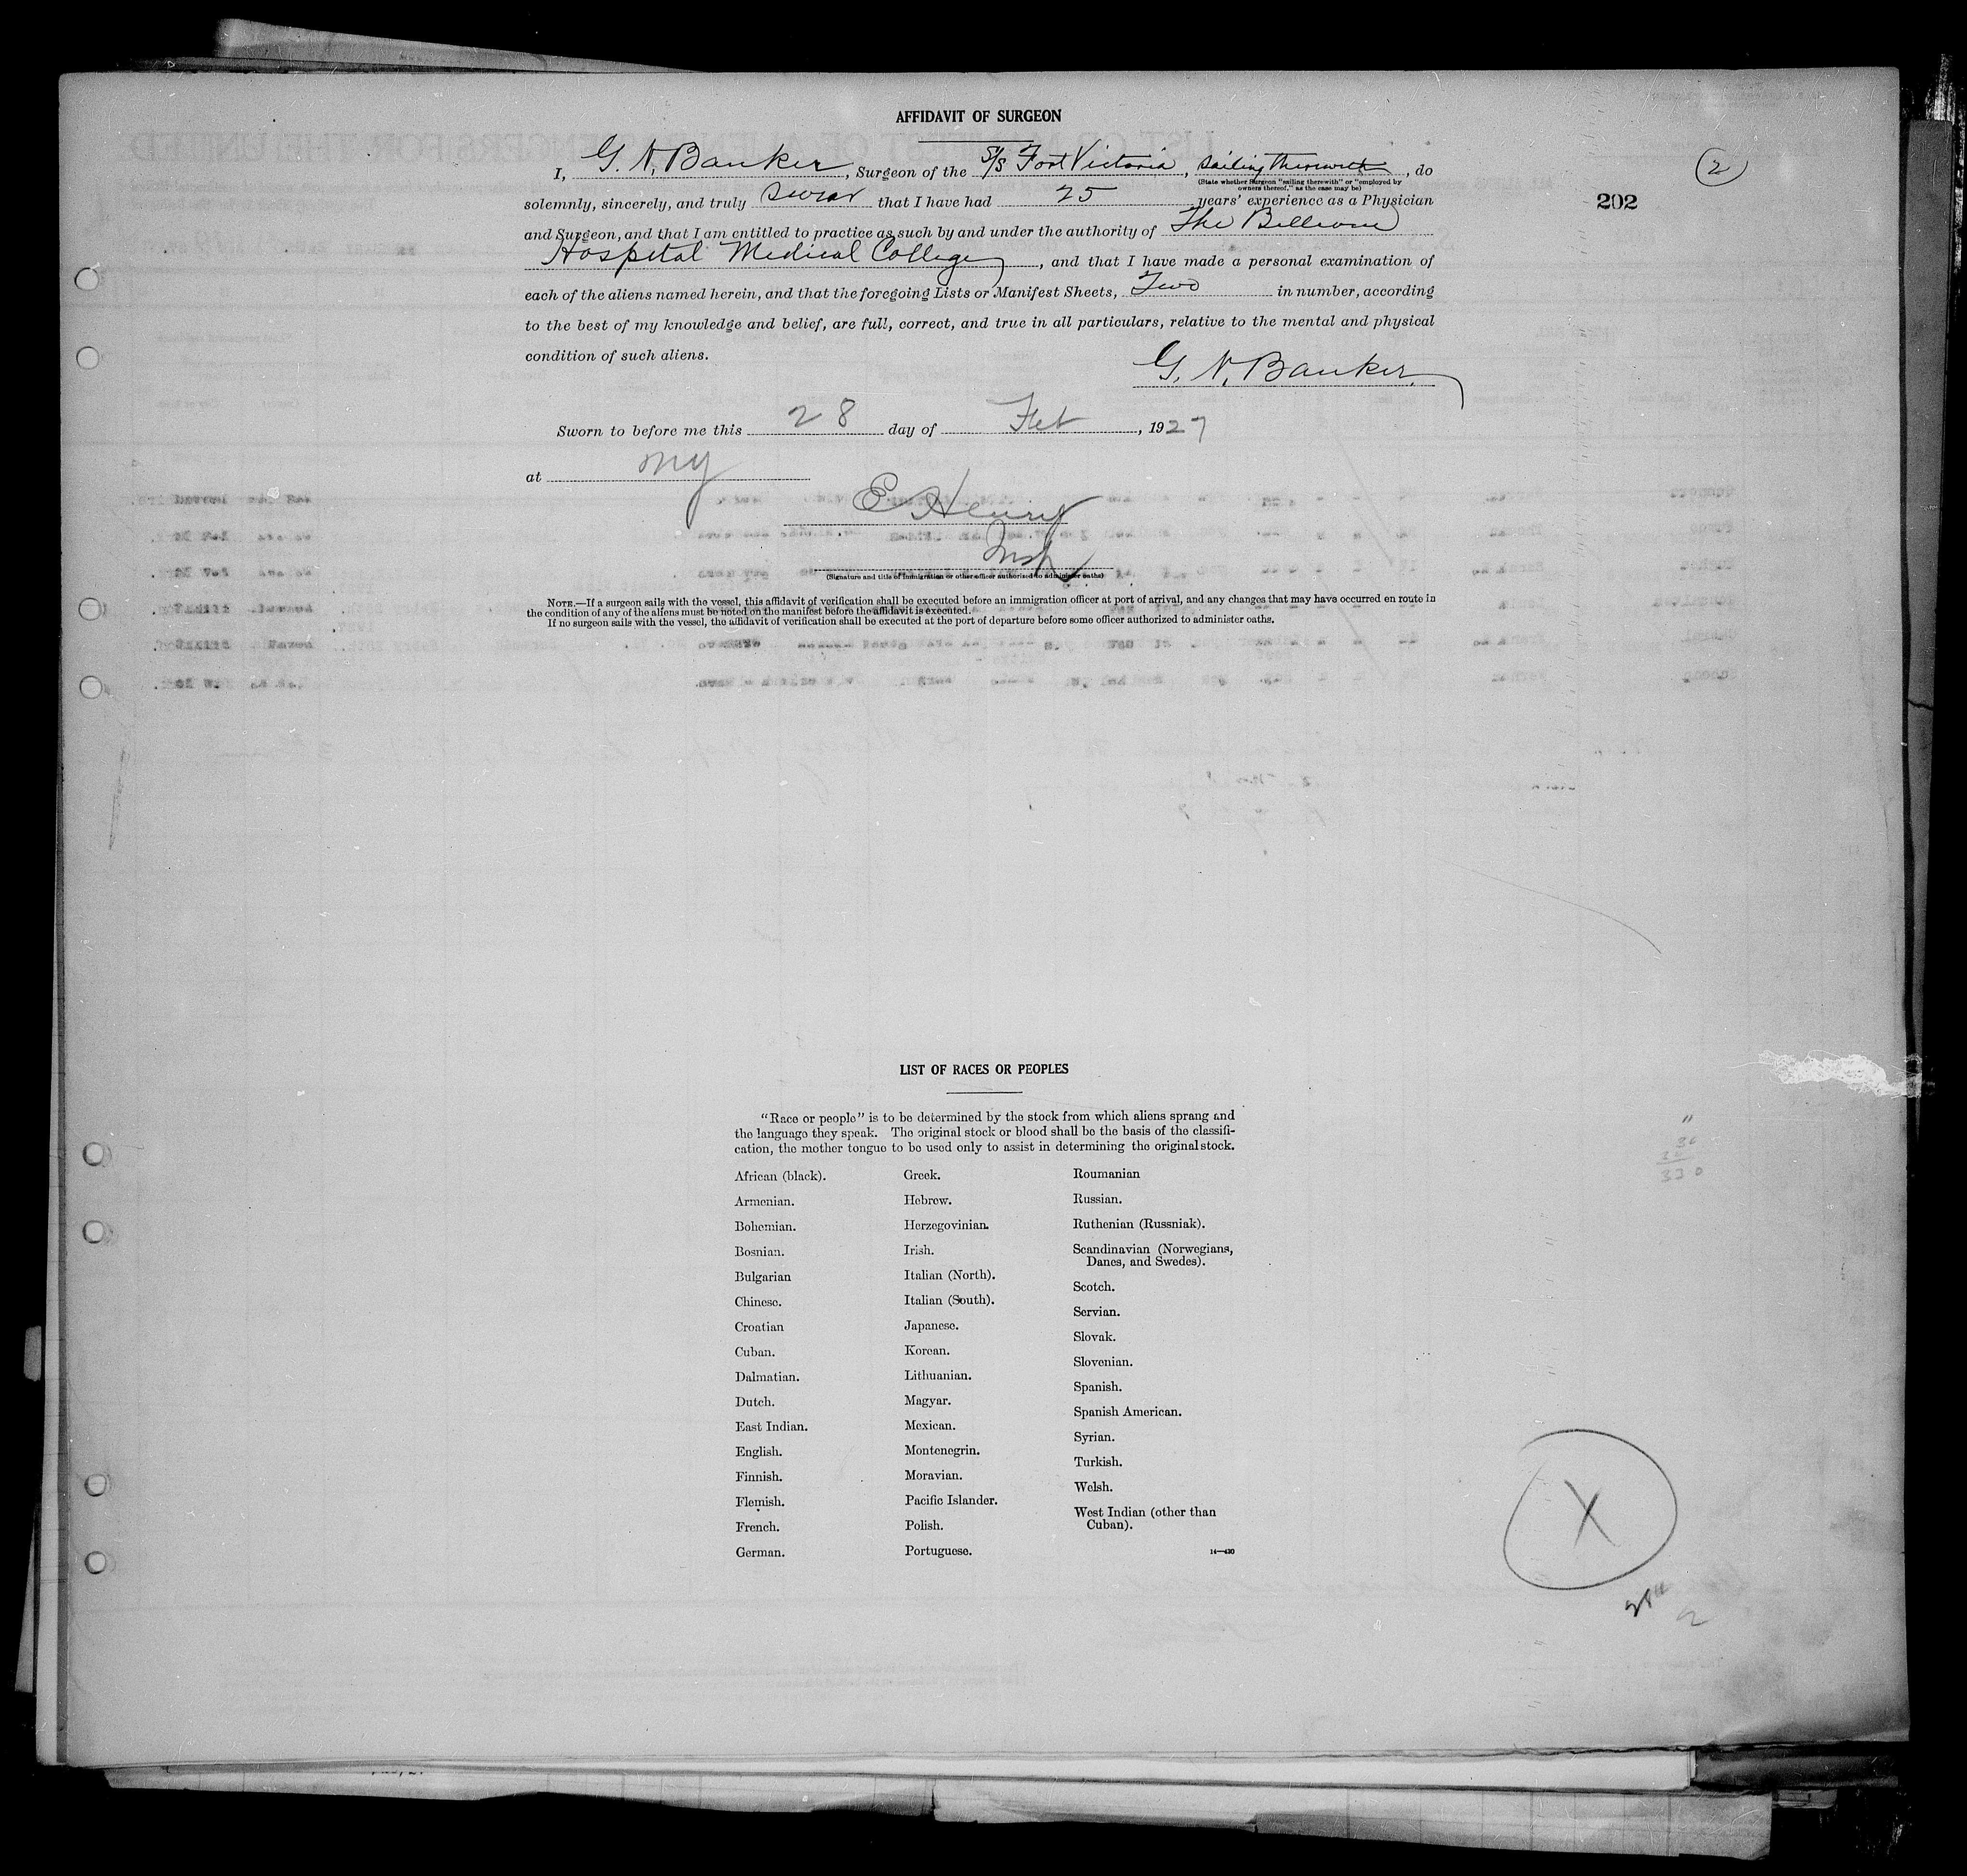 AFFIDAVIT OF SURGEON
I, G. N. Banker, Surgeon of the S/S Fort Victoria, sailing therewith, do
(State whether Surgeon "sailing therewith" or "employed by
owners thereof," as the case may be)
solemnly, sincerely, and truly swear that I have had 25 years' experience as a Physician
and Surgeon, and that I am entitled to practice as such by and under the authority of The Bellevue
Hospital Medical College, and that I have made a personal examination of
each of the aliens named herein, and that the foregoing Lists or Manifest Sheets, Two in number, according
to the best of my knowledge and belief, are full, correct, and true in all particulars, relative to the mental and physical
condition of such aliens.
G. N. Banker.
Sworn to before me this 28 day of Feb, 1927
at NY
E Henry
Insp
(Signature and title of immigration or other officer authorized to administer oaths)
NOTE.—If a surgeon sails with the vessel, this affidavit of verification shall be executed before an immigration officer at port of arrival, and any changes that may have occurred en route in
the condition of any of the aliens must be noted on the manifest before the affidavit is executed.
If no surgeon sails with the vessel, the affidavit of verification shall be executed at the port of departure before some officer authorized to administer oaths.
2
202
LIST OF RACES OR PEOPLES
"Race or people" is to be determined by the stock from which aliens sprang and
the language they speak. The original stock or blood shall be the basis of the classifi-
cation, the mother tongue to be used only to assist in determining the original stock.
African (black).
Armenian.
Bohemian.
Bosnian.
Bulgarian
Chinese.
Croatian
Cuban.
Dalmatian.
Dutch.
East Indian.
English.
Finnish.
Flemish.
French.
German.
Greek.
Hebrew.
Herzegovinian.
Irish.
Italian (North).
Italian (South).
Japanese.
Korean.
Lithuanian.
Magyar.
Mexican.
Montenegrin.
Moravian.
Pacific Islander.
Polish.
Portuguese.
Roumanian
Russian.
Ruthenian (Russniak).
Scandinavian (Norwegians,
Danes, and Swedes).
Scotch.
Servian.
Slovak.
Slovenian.
Spanish.
Spanish American.
Syrian.
Turkish.
Welsh.
West Indian (other than
Cuban).
14—430
330
X
2